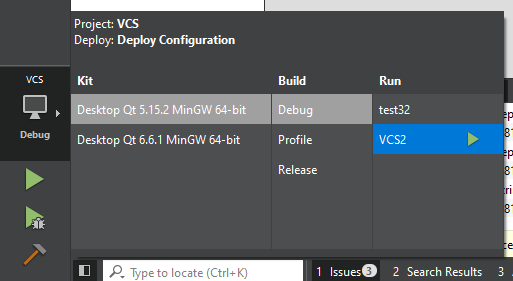 Project: VCS
Deploy: Deploy Configuration
Kit
Build
Run
VCS
Debug
Desktop Qt 5.15.2 MinGW 64-bit
Debug
test32
Desktop Qt 6.6.1 MinGW 64-bit
Profile
VCS2
Release
Type to locate (Ctrl+K)
1 Issues 3
2 Search Results
3